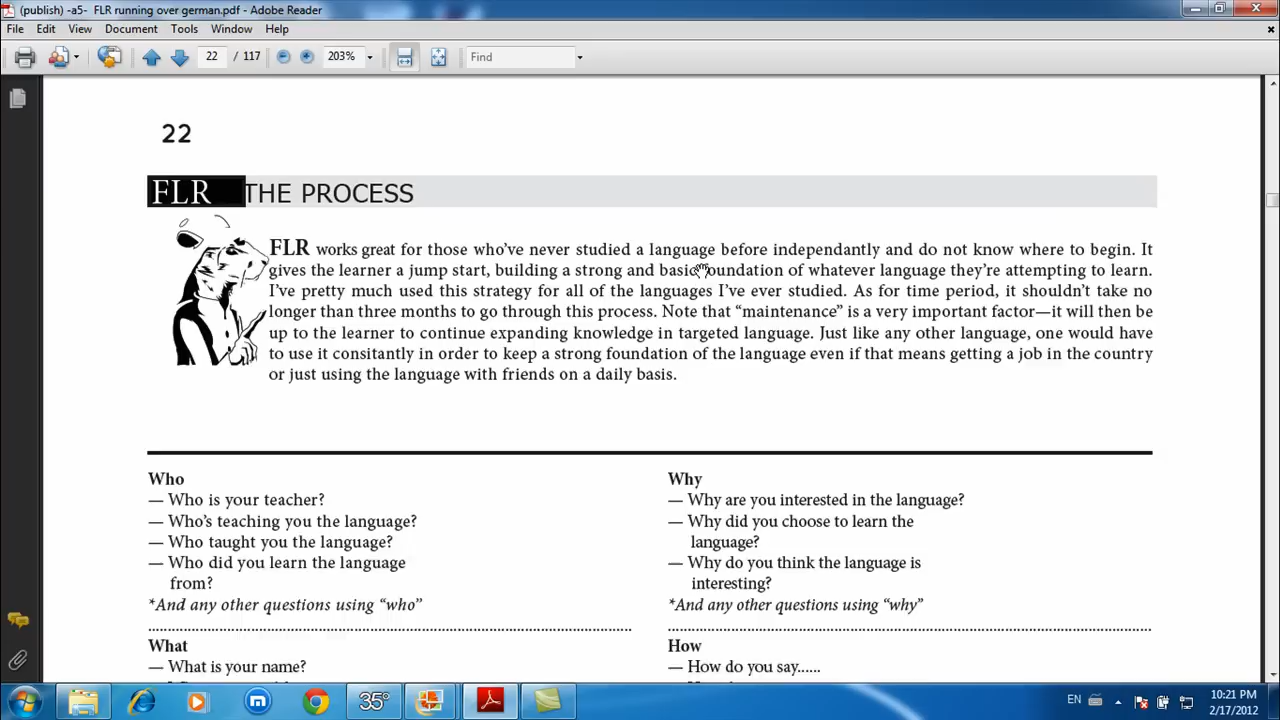 (publish) -a5- FLR running over german.pdf - Adobe Reader
File Edit View Document Tools Window Help
22 / 117 203% Find
22
FLR THE PROCESS
FLR works great for those who've never studied a language before independantly and do not know where to begin. It
gives the learner a jump start, building a strong and basic foundation of whatever language they're attempting to learn.
I've pretty much used this strategy for all of the languages I've ever studied. As for time period, it shouldn't take no
longer than three months to go through this process. Note that “maintenance” is a very important factor—it will then be
up to the learner to continue expanding knowledge in targeted language. Just like any other language, one would have
to use it consitantly in order to keep a strong foundation of the language even if that means getting a job in the country
or just using the language with friends on a daily basis.
Who
— Who is your teacher?
— Who's teaching you the language?
— Who taught you the language?
— Who did you learn the language
from?
*And any other questions using “who”
What
— What is your name?
Why
— Why are you interested in the language?
— Why did you choose to learn the
language?
— Why do you think the language is
interesting?
*And any other questions using “why”
How
— How do you say......
35°
EN
10:21 PM
2/17/2012